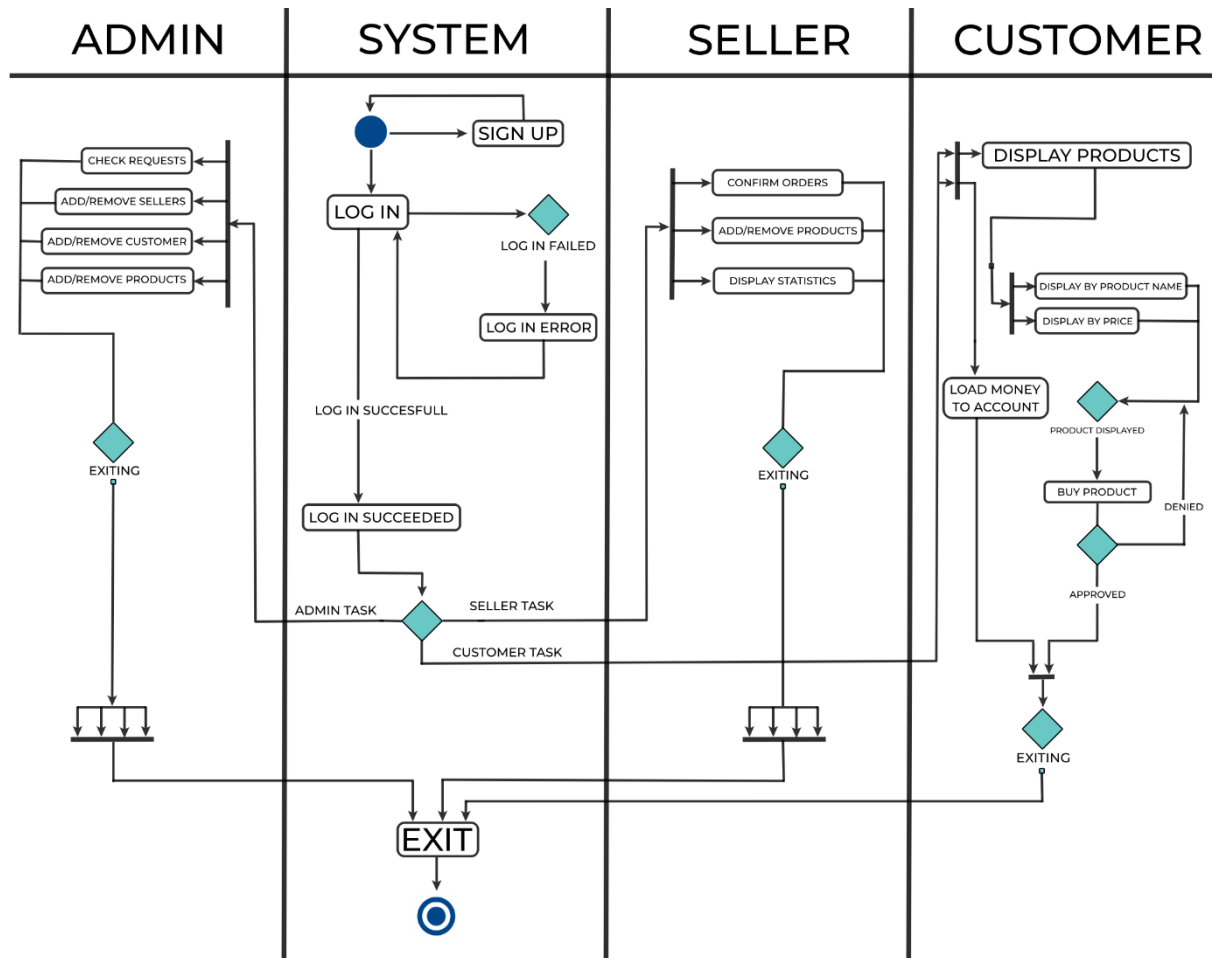 ADMIN
SYSTEM
SELLER
CUSTOMER
CHECK REQUESTS
ADD/REMOVE SELLERS
ADD/REMOVE CUSTOMER
ADD/REMOVE PRODUCTS
EXITING
SIGN UP
LOG IN
LOG IN FAILED
LOG IN ERROR
LOG IN SUCCESFULL
LOG IN SUCCEEDED
ADMIN TASK
SELLER TASK
CUSTOMER TASK
EXIT
CONFIRM ORDERS
ADD/REMOVE PRODUCTS
DISPLAY STATISTICS
EXITING
DISPLAY PRODUCTS
DISPLAY BY PRODUCT NAME
DISPLAY BY PRICE
LOAD MONEY
TO ACCOUNT
PRODUCT DISPLAYED
BUY PRODUCT
DENIED
APPROVED
EXITING